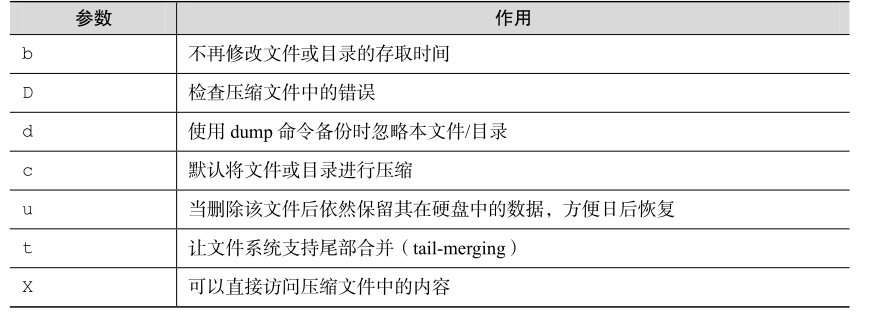 参数 作用
b 不再修改文件或目录的存取时间
D 检查压缩文件中的错误
d 使用 dump 命令备份时忽略本文件/目录
c 默认将文件或目录进行压缩
u 当删除该文件后依然保留其在硬盘中的数据，方便日后恢复
t 让文件系统支持尾部合并（tail-merging）
X 可以直接访问压缩文件中的内容